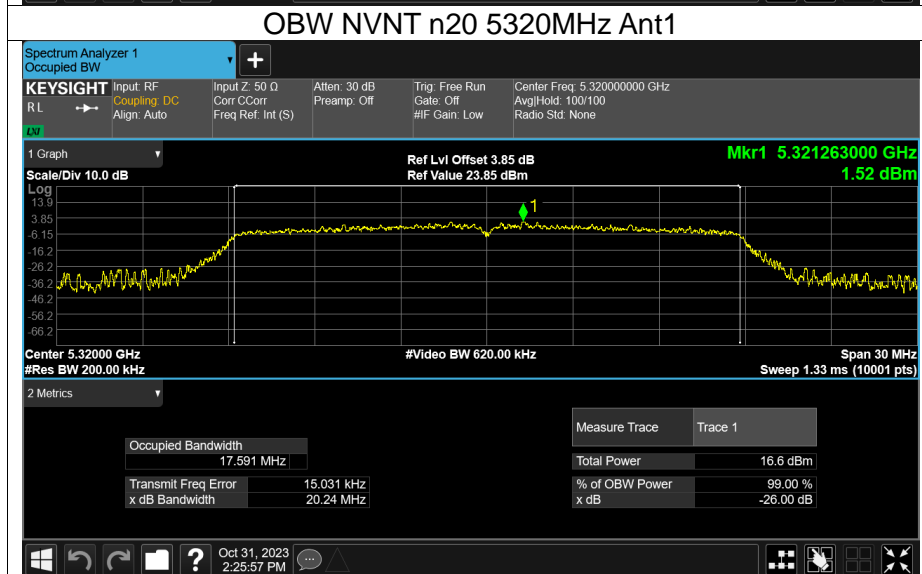 OBW NVNT n20 5320MHz Ant1
Spectrum Analyzer 1
Occupied BW
+
KEYSIGHT
R L
LXI
Input: RF
Coupling: DC
Align: Auto
Input Z: 50 Ω
Corr CCorr
Freq Ref: Int (S)
Atten: 30 dB
Preamp: Off
Trig: Free Run
Gate: Off
#IF Gain: Low
Center Freq: 5.320000000 GHz
Avg|Hold: 100/100
Radio Std: None
1 Graph
Scale/Div 10.0 dB
Ref Lvl Offset 3.85 dB
Ref Value 23.85 dBm
Mkr1 5.321263000 GHz
1.52 dBm
Log
13.9
3.85
-6.15
-16.2
-26.2
-36.2
-46.2
-56.2
-66.2
1
Center 5.32000 GHz
#Res BW 200.00 kHz
#Video BW 620.00 kHz
Span 30 MHz
Sweep 1.33 ms (10001 pts)
2 Metrics
Measure Trace Trace 1
Occupied Bandwidth
17.591 MHz
Total Power 16.6 dBm
Transmit Freq Error 15.031 kHz
% of OBW Power 99.00 %
x dB Bandwidth 20.24 MHz
x dB -26.00 dB
?
Oct 31, 2023
2:25:57 PM